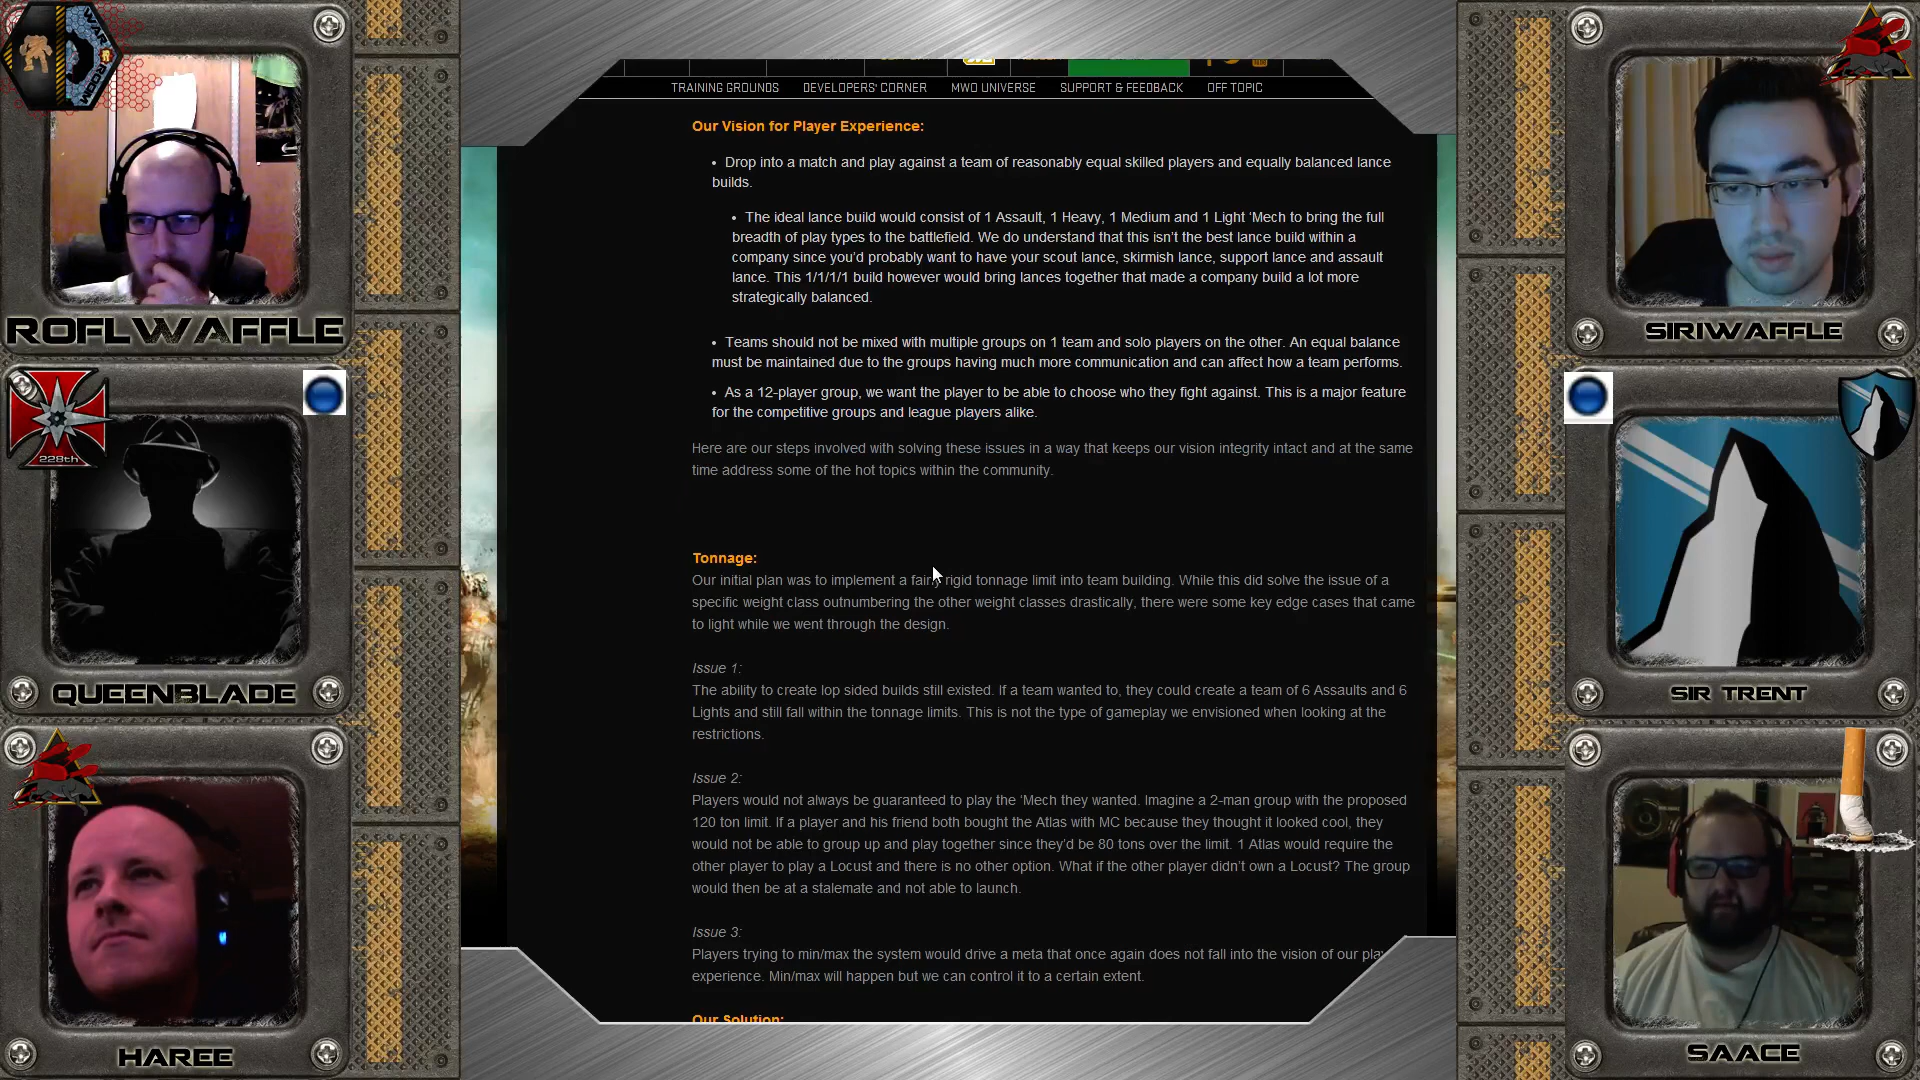 TRAINING GROUNDS DEVELOPERS' CORNER MWO UNIVERSE SUPPORT & FEEDBACK OFF TOPIC
Our Vision for Player Experience:
• Drop into a match and play against a team of reasonably equal skilled players and equally balanced lance
builds.
• The ideal lance build would consist of 1 Assault, 1 Heavy, 1 Medium and 1 Light ‘Mech to bring the full
breadth of play types to the battlefield. We do understand that this isn’t the best lance build within a
company since you’d probably want to have your scout lance, skirmish lance, support lance and assault
lance. This 1/1/1/1 build however would bring lances together that made a company build a lot more
strategically balanced.
• Teams should not be mixed with multiple groups on 1 team and solo players on the other. An equal balance
must be maintained due to the groups having much more communication and can affect how a team performs.
• As a 12-player group, we want the player to be able to choose who they fight against. This is a major feature
for the competitive groups and league players alike.
Here are our steps involved with solving these issues in a way that keeps our vision integrity intact and at the same
time address some of the hot topics within the community.
Tonnage:
Our initial plan was to implement a fairly rigid tonnage limit into team building. While this did solve the issue of a
specific weight class outnumbering the other weight classes drastically, there were some key edge cases that came
to light while we went through the design.
Issue 1:
The ability to create lop sided builds still existed. If a team wanted to, they could create a team of 6 Assaults and 6
Lights and still fall within the tonnage limits. This is not the type of gameplay we envisioned when looking at the
restrictions.
Issue 2:
Players would not always be guaranteed to play the ‘Mech they wanted. Imagine a 2-man group with the proposed
120 ton limit. If a player and his friend both bought the Atlas with MC because they thought it looked cool, they
would not be able to group up and play together since they’d be 80 tons over the limit. 1 Atlas would require the
other player to play a Locust and there is no other option. What if the other player didn’t own a Locust? The group
would then be at a stalemate and not able to launch.
Issue 3:
Players trying to min/max the system would drive a meta that once again does not fall into the vision of our
experience. Min/max will happen but we can control it to a certain extent.
Our Solution:
ROFLWAFFLE
228th
QUEENBLADE
HAREE
SIRIWAFFLE
SIR TRENT
SAACE
WAR ROOM